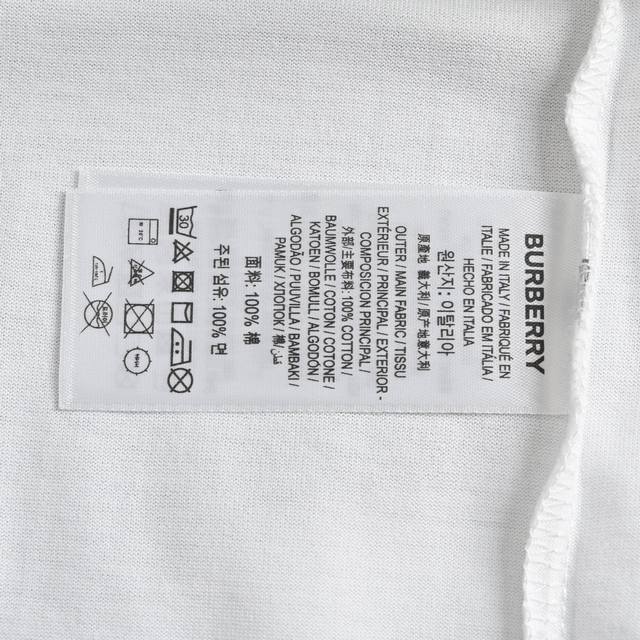 BURBERRY
MADE IN ITALY / FABRIQUÉ EN
ITALIE / FABRICADO EM ITÁLIA /
HECHO EN ITALIA
원산지: 이탈리아
原產地 義大利 / 原产地意大利
OUTER / MAIN FABRIC / TISSU
EXTÉRIEUR / PRINCIPAL / EXTERIOR -
COMPOSICION PRINCIPAL /
外部/主要布料: 100% COTTON /
BAUMWOLLE / COTON / COTONE /
KATOEN / BOMULL / ALGODON /
ALGODÃO / PUUVILLA / BAMBAKI /
PAMUK / ХЛОПОК / 棉 / قطن
面料: 100% 棉
주된 섬유: 100% 면
30